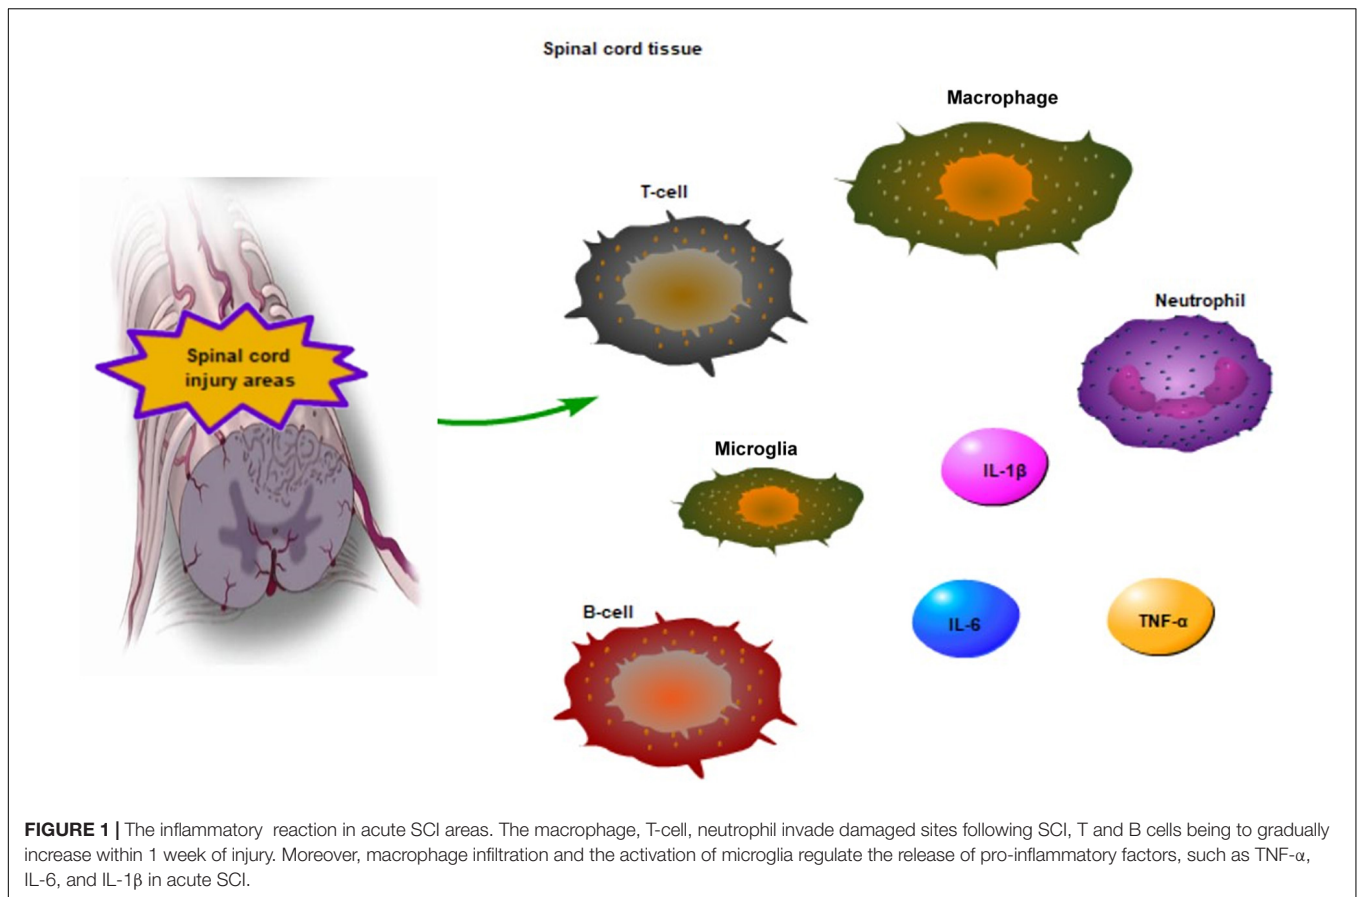 Spinal cord tissue
Macrophage
T-cell
Neutrophil
Spinal cord
injury areas
Microglia
IL-1β
B-cell
IL-6
TNF-α
FIGURE 1 | The inflammatory reaction in acute SCI areas. The macrophage, T-cell, neutrophil invade damaged sites following SCI, T and B cells being to gradually
increase within 1 week of injury. Moreover, macrophage infiltration and the activation of microglia regulate the release of pro-inflammatory factors, such as TNF-α,
IL-6, and IL-1β in acute SCI.